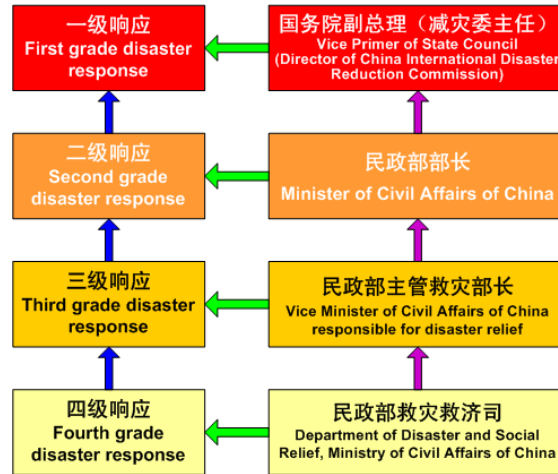 一级响应
First grade disaster
response
国务院副总理（减灾委主任）
Vice Primer of State Council
(Director of China International Disaster
Reduction Commission)
二级响应
Second grade
disaster response
民政部部长
Minister of Civil Affairs of China
三级响应
Third grade disaster
response
民政部主管救灾部长
Vice Minister of Civil Affairs of China
responsible for disaster relief
四级响应
Fourth grade
disaster response
民政部救灾救济司
Department of Disaster and Social
Relief, Ministry of Civil Affairs of China